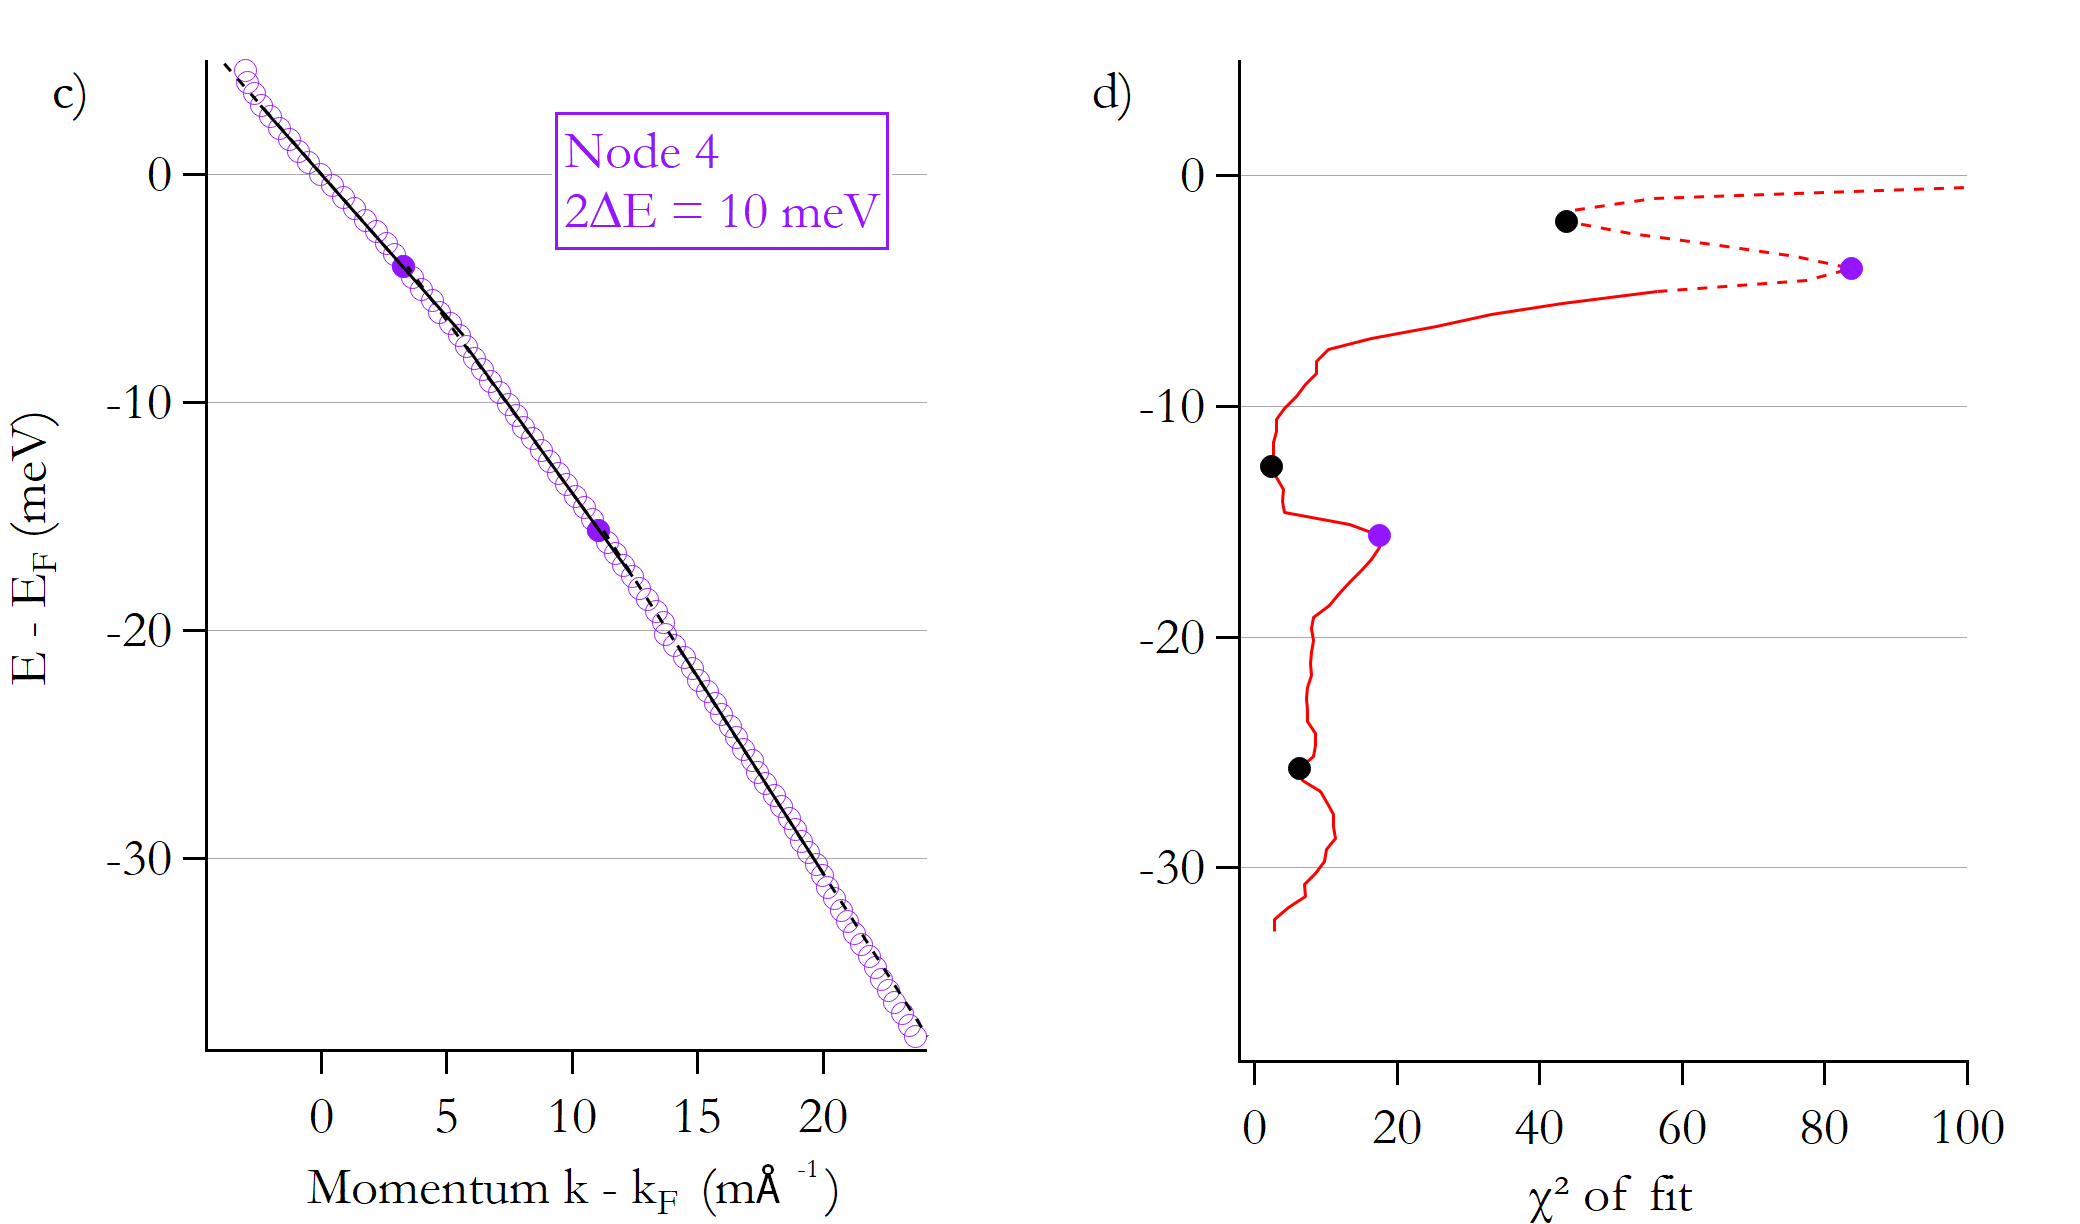 c)
Node 4
2ΔE = 10 meV
0
-10
-20
-30
E - E_F (meV)
0 5 10 15 20
Momentum k - k_F (mÅ⁻¹)
d)
0
-10
-20
-30
0 20 40 60 80 100
χ² of fit